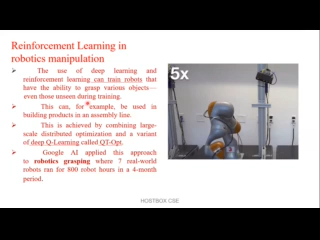 Reinforcement Learning in
robotics manipulation
➢ The use of deep learning and
reinforcement learning can train robots that
have the ability to grasp various objects—
even those unseen during training.
➢ This can, for example, be used in
building products in an assembly line.
➢ This is achieved by combining large-
scale distributed optimization and a variant
of deep Q-Learning called QT-Opt.
➢ Google AI applied this approach
to robotics grasping where 7 real-world
robots ran for 800 robot hours in a 4-month
period.
5x
HOSTBOX CSE